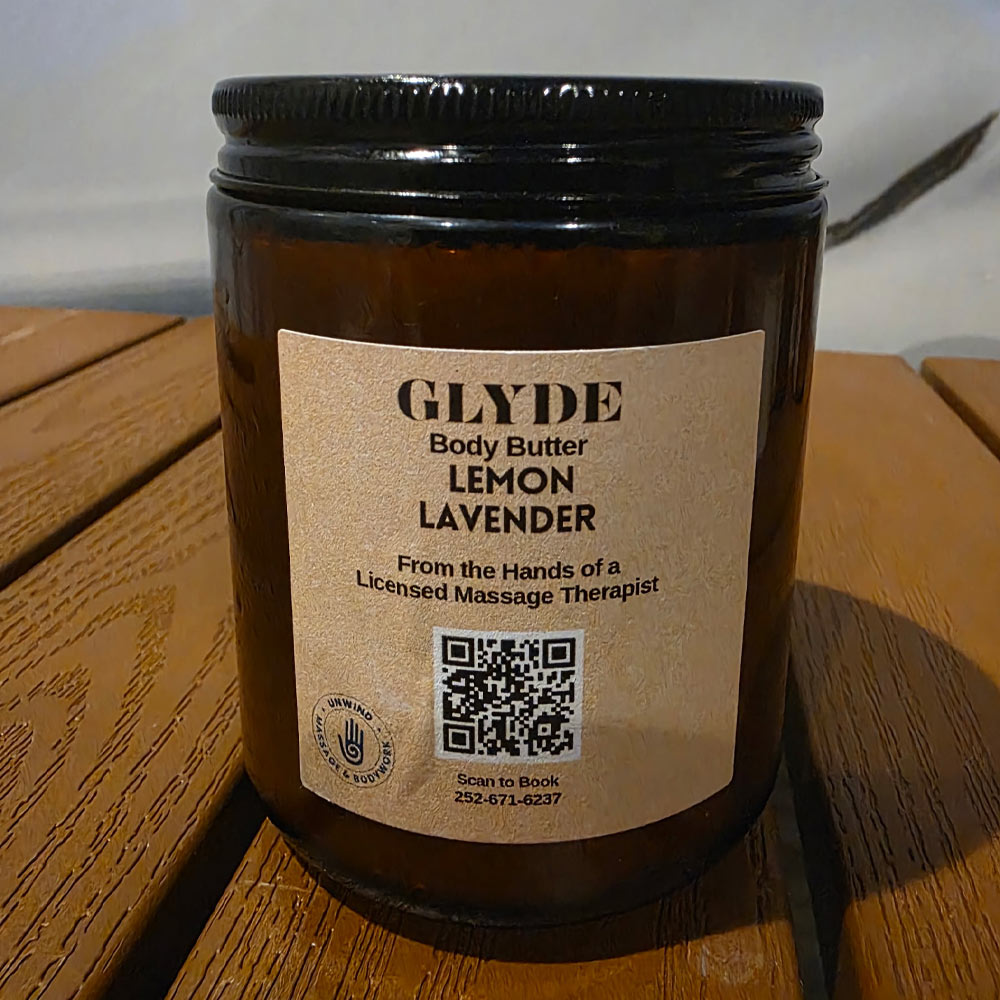 GLYDE
Body Butter
LEMON
LAVENDER
From the Hands of a
Licensed Massage Therapist
UNWIND
MASSAGE & BODYWORK
Scan to Book
252-671-6237